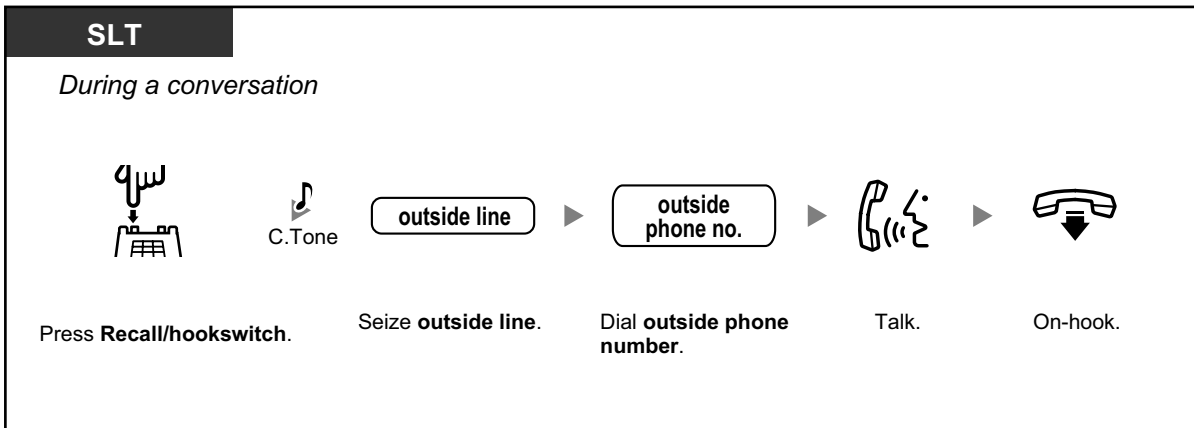 SLT
During a conversation
C.Tone
outside line
outside
phone no.
Press Recall/hookswitch.
Seize outside line.
Dial outside phone
number.
Talk.
On-hook.